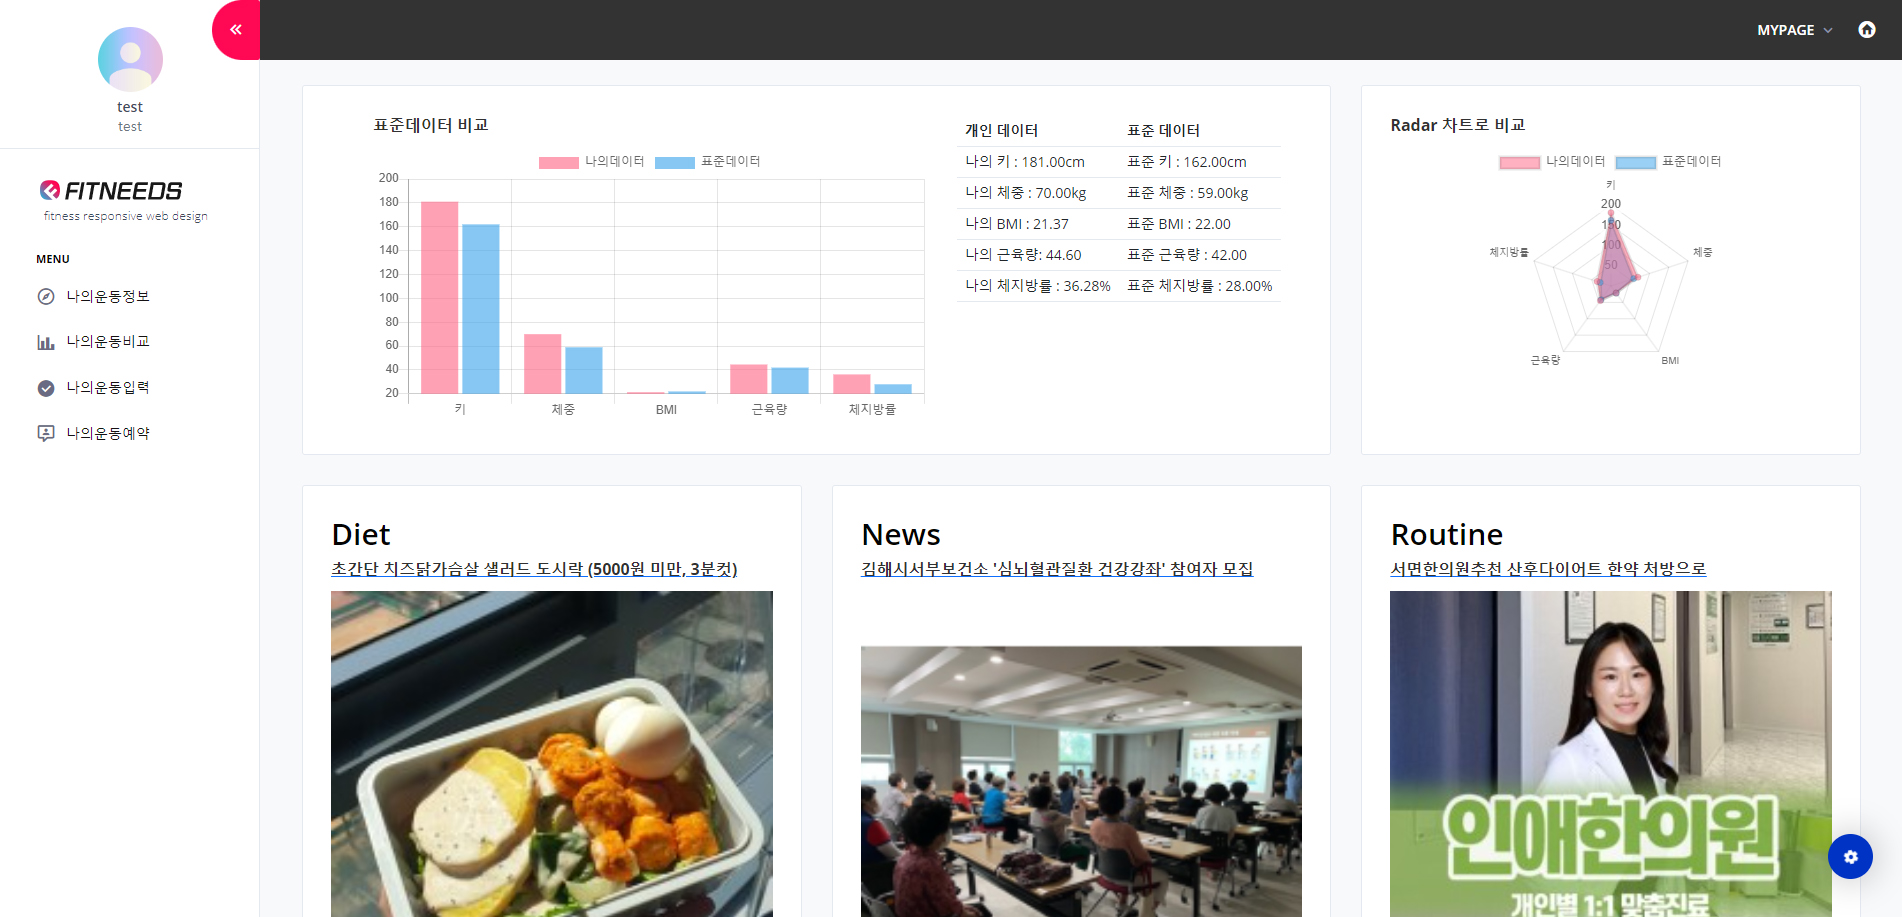 test
test
FITNEEDS
fitness responsive web design
MENU
나의운동정보
나의운동비교
나의운동입력
나의운동예약
MYPAGE
표준데이터 비교
나의데이터 표준데이터
200
180
160
140
120
100
80
60
40
20
키 체중 BMI 근육량 체지방률
개인 데이터 표준 데이터
나의 키 : 181.00cm 표준 키 : 162.00cm
나의 체중 : 70.00kg 표준 체중 : 59.00kg
나의 BMI : 21.37 표준 BMI : 22.00
나의 근육량: 44.60 표준 근육량 : 42.00
나의 체지방률 : 36.28% 표준 체지방률 : 28.00%
Radar 차트로 비교
나의데이터 표준데이터
키
200
150
100
50
체지방률 체중
근육량 BMI
Diet
초간단 치즈닭가슴살 샐러드 도시락 (5000원 미만, 3분컷)
News
김해시서부보건소 '심뇌혈관질환 건강강좌' 참여자 모집
Routine
서면한의원추천 산후다이어트 한약 처방으로
인애한의원
개인별 1:1 맞춤진료